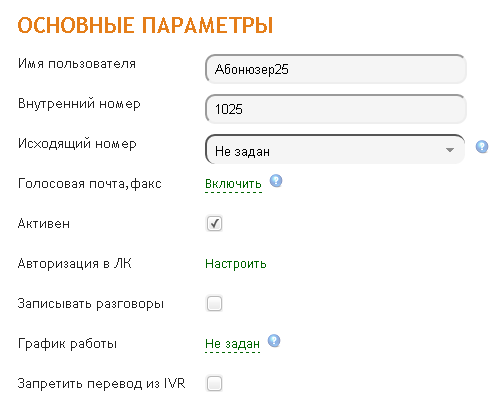 ОСНОВНЫЕ ПАРАМЕТРЫ
Имя пользователя Абонюзер25
Внутренний номер 1025
Исходящий номер Не задан
Голосовая почта,факс Включить
Активен
Авторизация в ЛК Настроить
Записывать разговоры
График работы Не задан
Запретить перевод из IVR